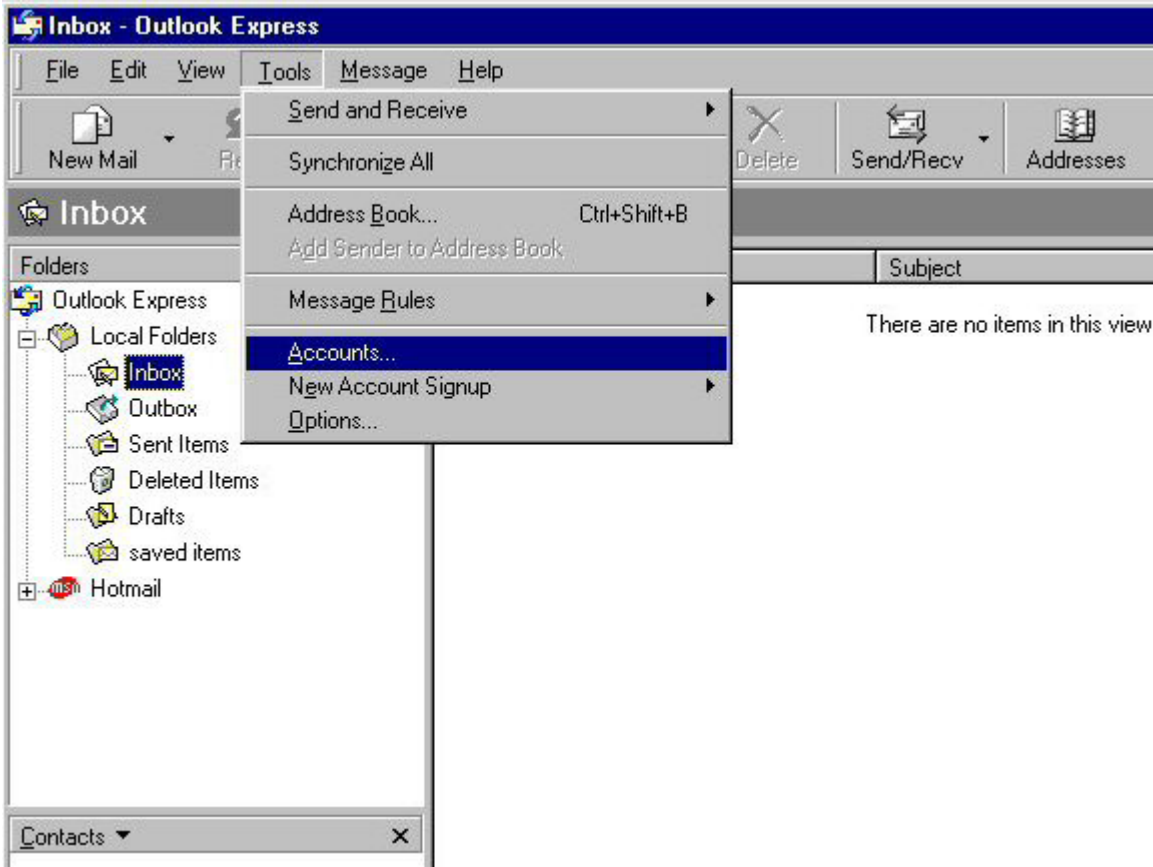 Inbox - Outlook Express
File Edit View Tools Message Help
New Mail Re Delete Send/Recv Addresses
Send and Receive
Synchronize All
Inbox
Address Book... Ctrl+Shift+B
Add Sender to Address Book
Folders
Subject
Outlook Express
Message Rules
There are no items in this view
Local Folders
Accounts...
Inbox
New Account Signup
Outbox
Options...
Sent Items
Deleted Items
Drafts
saved items
msn Hotmail
Contacts